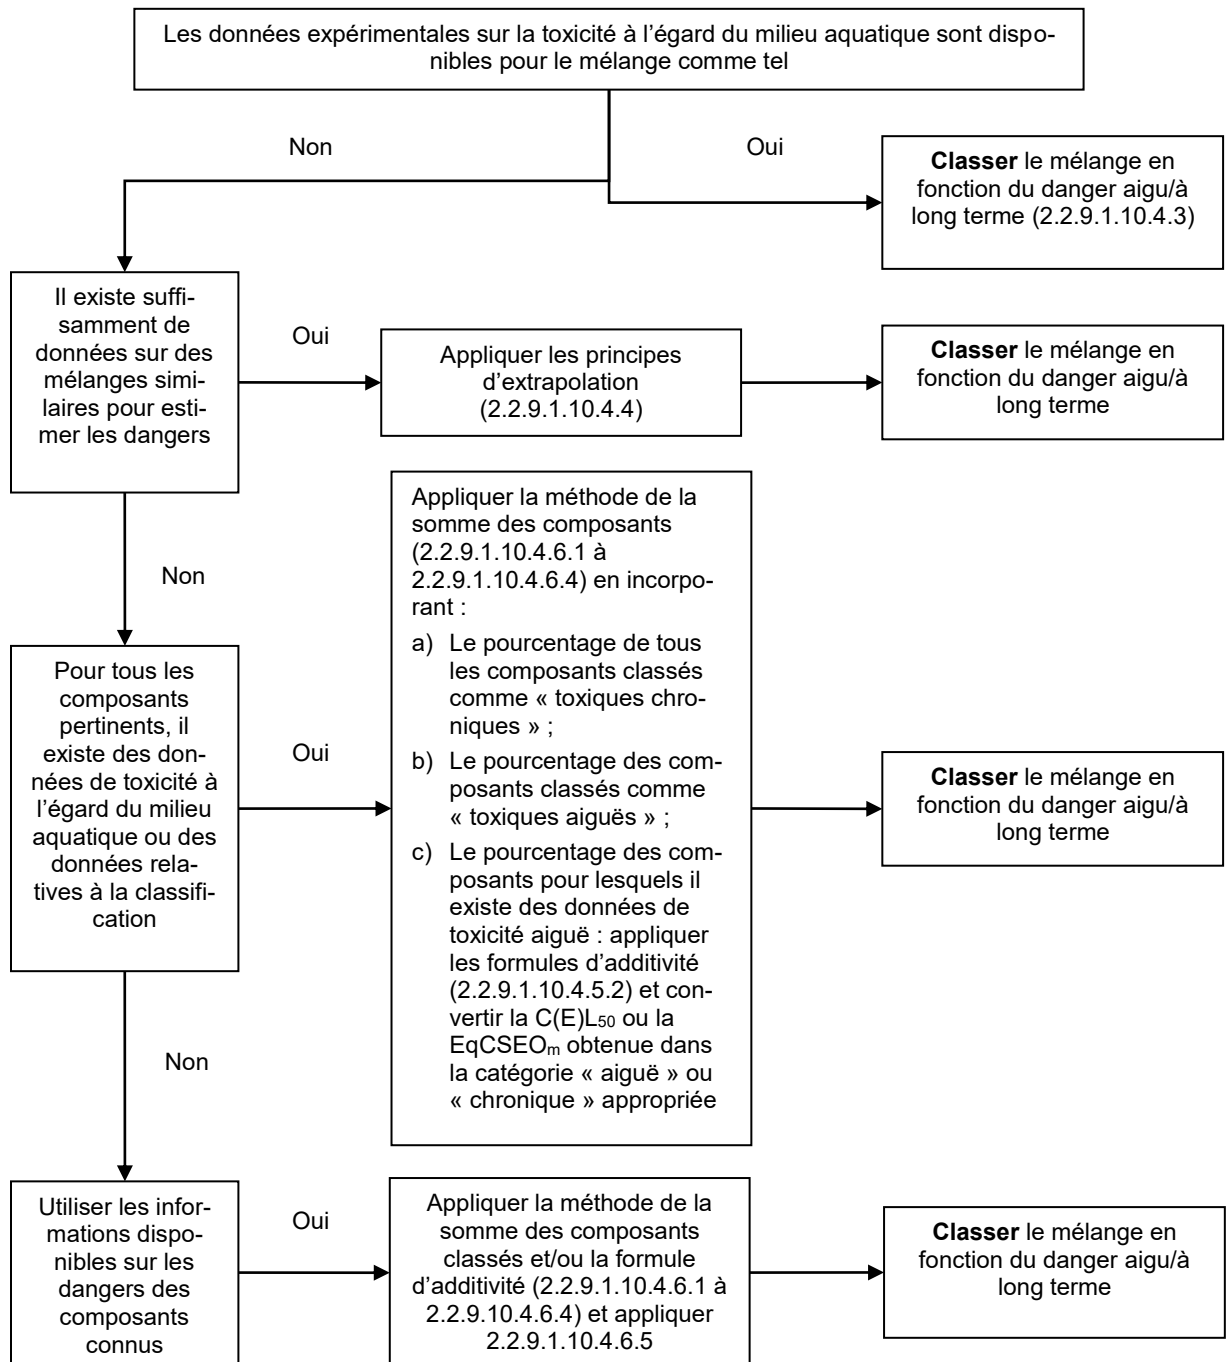 Les données expérimentales sur la toxicité à l'égard du milieu aquatique sont dispo-
nibles pour le mélange comme tel
Non
Oui
Classer le mélange en
fonction du danger aigu/à
long terme (2.2.9.1.10.4.3)
Il existe suffi-
samment de
données sur des
mélanges simi-
laires pour esti-
mer les dangers
Oui
Appliquer les principes
d'extrapolation
(2.2.9.1.10.4.4)
Classer le mélange en
fonction du danger aigu/à
long terme
Non
Pour tous les
composants
pertinents, il
existe des don-
nées de toxicité à
l'égard du milieu
aquatique ou des
données rela-
tives à la classifi-
cation
Oui
Appliquer la méthode de la
somme des composants
(2.2.9.1.10.4.6.1 à
2.2.9.1.10.4.6.4) en incorpo-
rant :
a) Le pourcentage de tous
les composants classés
comme « toxiques chro-
niques » ;
b) Le pourcentage des com-
posants classés comme
« toxiques aiguës » ;
c) Le pourcentage des com-
posants pour lesquels il
existe des données de
toxicité aiguë : appliquer
les formules d'additivité
(2.2.9.1.10.4.5.2) et con-
vertir la C(E)L50 ou la
EqCSEOm obtenue dans
la catégorie « aiguë » ou
« chronique » appropriée
Classer le mélange en
fonction du danger aigu/à
long terme
Non
Utiliser les infor-
mations dispo-
nibles sur les
dangers des
composants
connus
Oui
Appliquer la méthode de la
somme des composants
classés et/ou la formule
d'additivité (2.2.9.1.10.4.6.1 à
2.2.9.10.4.6.4) et appliquer
2.2.9.1.10.4.6.5
Classer le mélange en
fonction du danger aigu/à
long terme